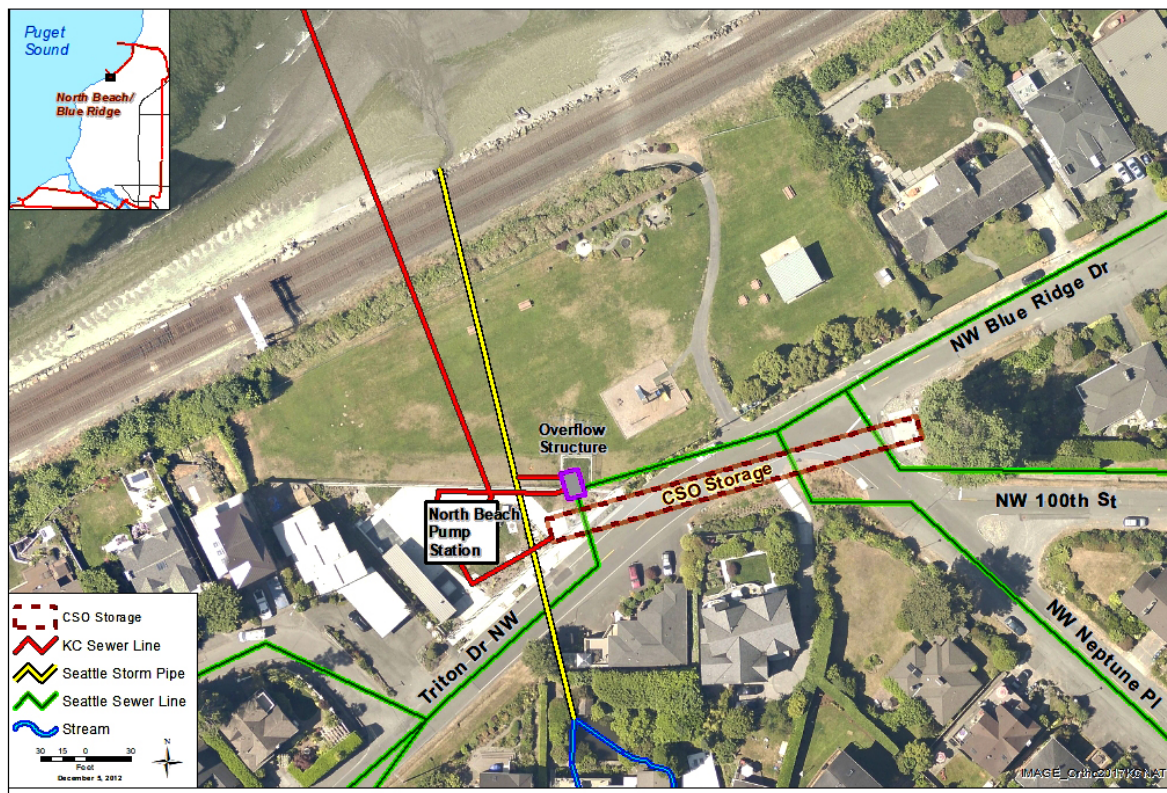 Puget
Sound
North Beach/
Blue Ridge
NW Blue Ridge Dr
Overflow
Structure
CSO Storage
NW 100th St
North Beach
Pump
Station
Triton Dr NW
NW Neptune Pl
CSO Storage
KC Sewer Line
Seattle Storm Pipe
Seattle Sewer Line
Stream
30 15 0 30
Feet
December 5, 2012
N